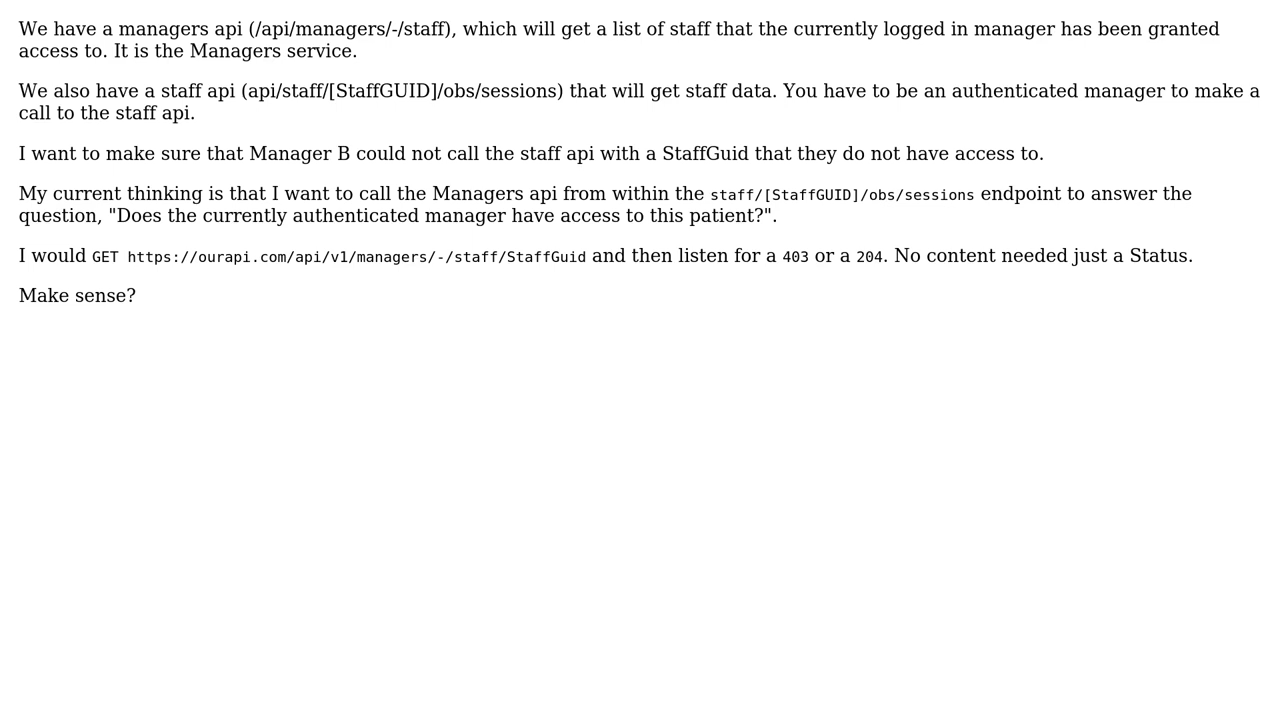 We have a managers api (/api/managers/-/staff), which will get a list of staff that the currently logged in manager has been granted
access to. It is the Managers service.
We also have a staff api (api/staff/[StaffGUID]/obs/sessions) that will get staff data. You have to be an authenticated manager to make a
call to the staff api.
I want to make sure that Manager B could not call the staff api with a StaffGuid that they do not have access to.
My current thinking is that I want to call the Managers api from within the staff/[StaffGUID]/obs/sessions endpoint to answer the
question, "Does the currently authenticated manager have access to this patient?".
I would GET https://ourapi.com/api/v1/managers/-/staff/StaffGuid and then listen for a 403 or a 204. No content needed just a Status.
Make sense?